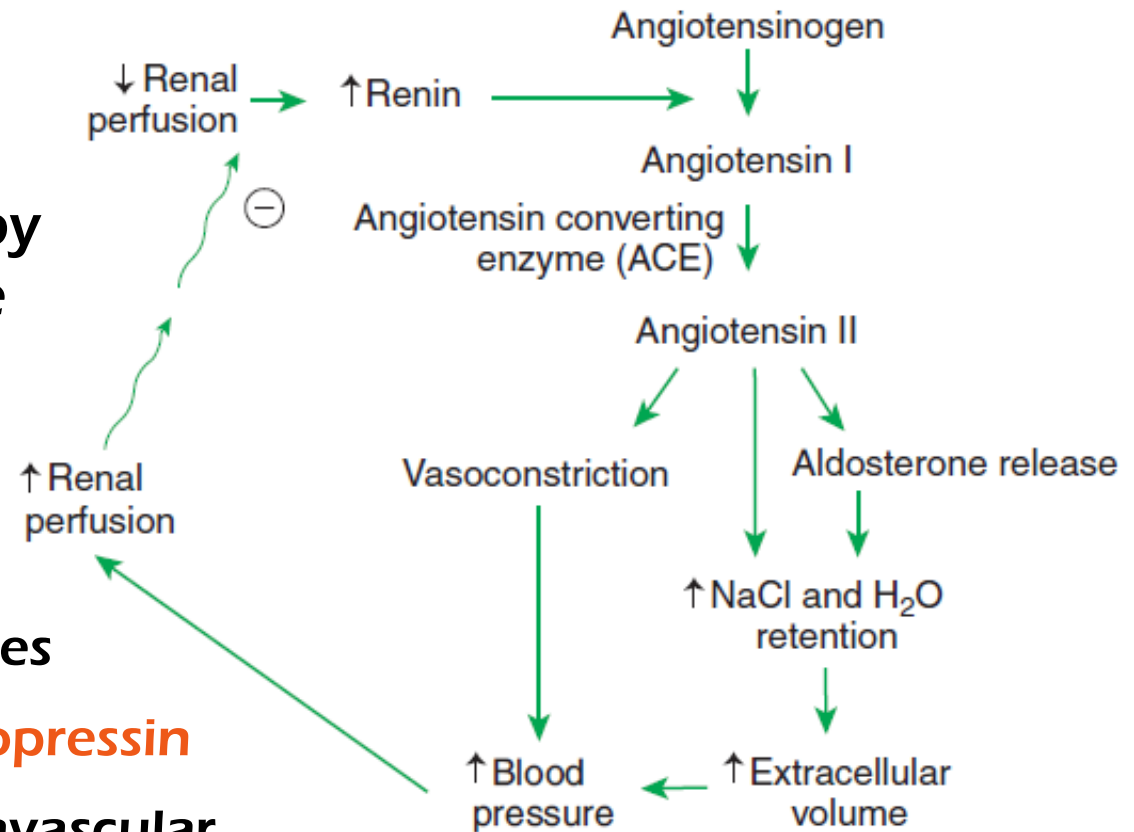 Angiotensinogen
↓ Renal
perfusion
↑Renin
Angiotensin I
Angiotensin converting
enzyme (ACE)
Angiotensin II
Vasoconstriction
Aldosterone release
↑NaCl and H₂O
retention
↑Extracellular
volume
↑Blood
pressure
↑Renal
perfusion
−